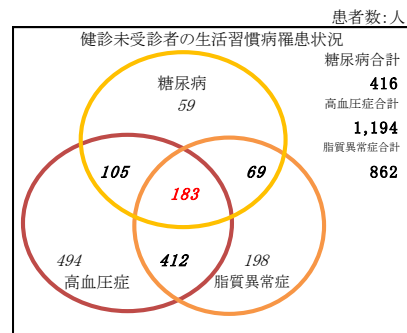 患者数：人
健診未受診者の生活習慣病罹患状況
糖尿病合計
416
高血圧症合計
1,194
脂質異常症合計
862
糖尿病
59
105
69
183
494
412
198
高血圧症
脂質異常症